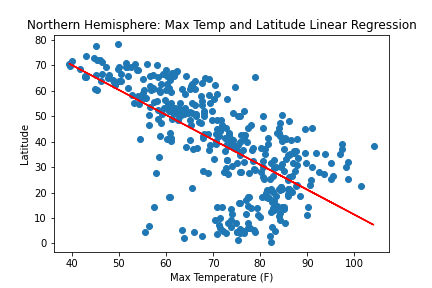 Northern Hemisphere: Max Temp and Latitude Linear Regression
80
70
60
50
40
30
20
10
0
Latitude
40 50 60 70 80 90 100
Max Temperature (F)